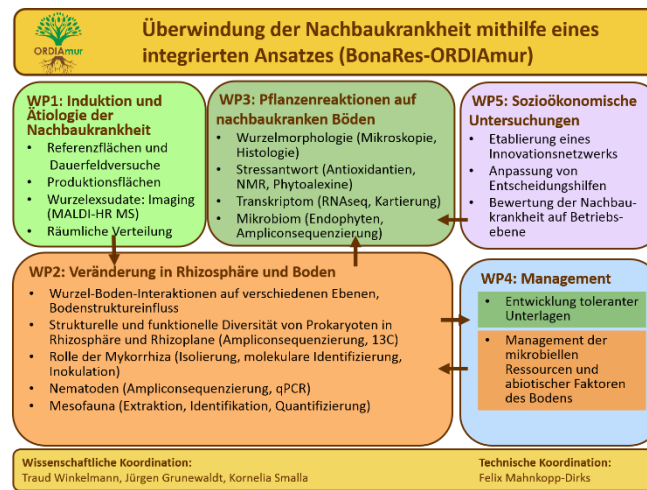 ORDIAmur
Überwindung der Nachbaukrankheit mithilfe eines
integrierten Ansatzes (BonaRes-ORDIAmur)
WP1: Induktion und
Ätiologie der
Nachbaukrankheit
• Referenzflächen und
Dauerfeldversuche
• Produktionsflächen
• Wurzelexsudate: Imaging
(MALDI-HR MS)
• Räumliche Verteilung
WP3: Pflanzenreaktionen auf
nachbaukranken Böden
• Wurzelmorphologie (Mikroskopie,
Histologie)
• Stressantwort (Antioxidantien,
NMR, Phytoalexine)
• Transkriptom (RNAseq, Kartierung)
• Mikrobiom (Endophyten,
Ampliconsequenzierung)
WP5: Sozioökonomische
Untersuchungen
• Etablierung eines
Innovationsnetzwerks
• Anpassung von
Entscheidungshilfen
• Bewertung der Nachbau-
krankheit auf Betriebs-
ebene
WP2: Veränderung in Rhizosphäre und Boden
• Wurzel-Boden-Interaktionen auf verschiedenen Ebenen,
Bodenstruktureinfluss
• Strukturelle und funktionelle Diversität von Prokaryoten in
Rhizosphäre und Rhizoplane (Ampliconsequenzierung, 13C)
• Rolle der Mykorrhiza (Isolierung, molekulare Identifizierung,
Inokulation)
• Nematoden (Ampliconsequenzierung, qPCR)
• Mesofauna (Extraktion, Identifikation, Quantifizierung)
WP4: Management
• Entwicklung toleranter
Unterlagen
• Management der
mikrobiellen
Ressourcen und
abiotischer Faktoren
des Bodens
Wissenschaftliche Koordination:
Traud Winkelmann, Jürgen Grunewaldt, Kornelia Smalla
Technische Koordination:
Felix Mahnkopp-Dirks